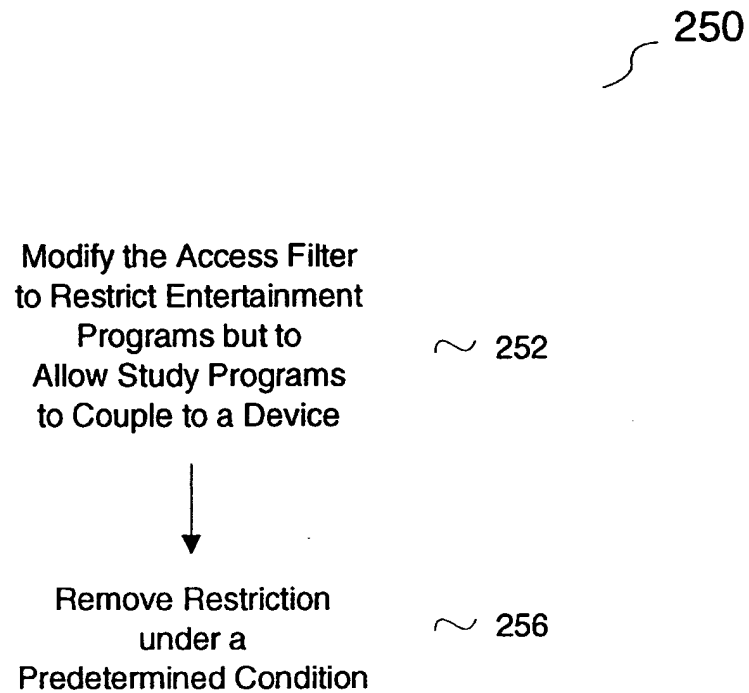 250
Modify the Access Filter
to Restrict Entertainment
Programs but to
Allow Study Programs
to Couple to a Device
252
Remove Restriction
under a
Predetermined Condition
256